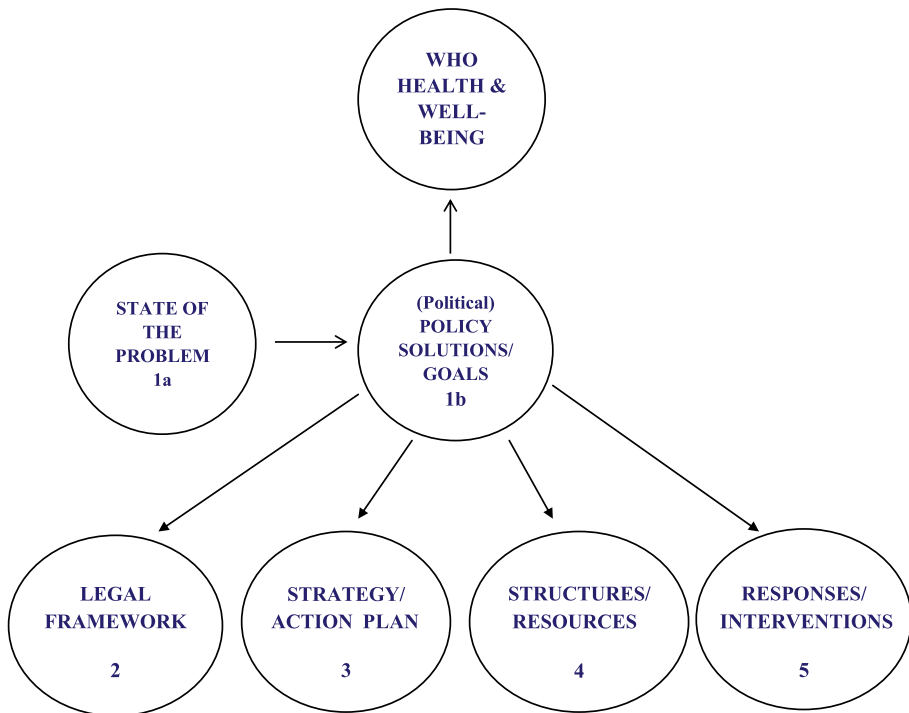 WHO
HEALTH &
WELL-
BEING
STATE OF
THE
PROBLEM
1a
(Political)
POLICY
SOLUTIONS/
GOALS
1b
LEGAL
FRAMEWORK
2
STRATEGY/
ACTION PLAN
3
STRUCTURES/
RESOURCES
4
RESPONSES/
INTERVENTIONS
5